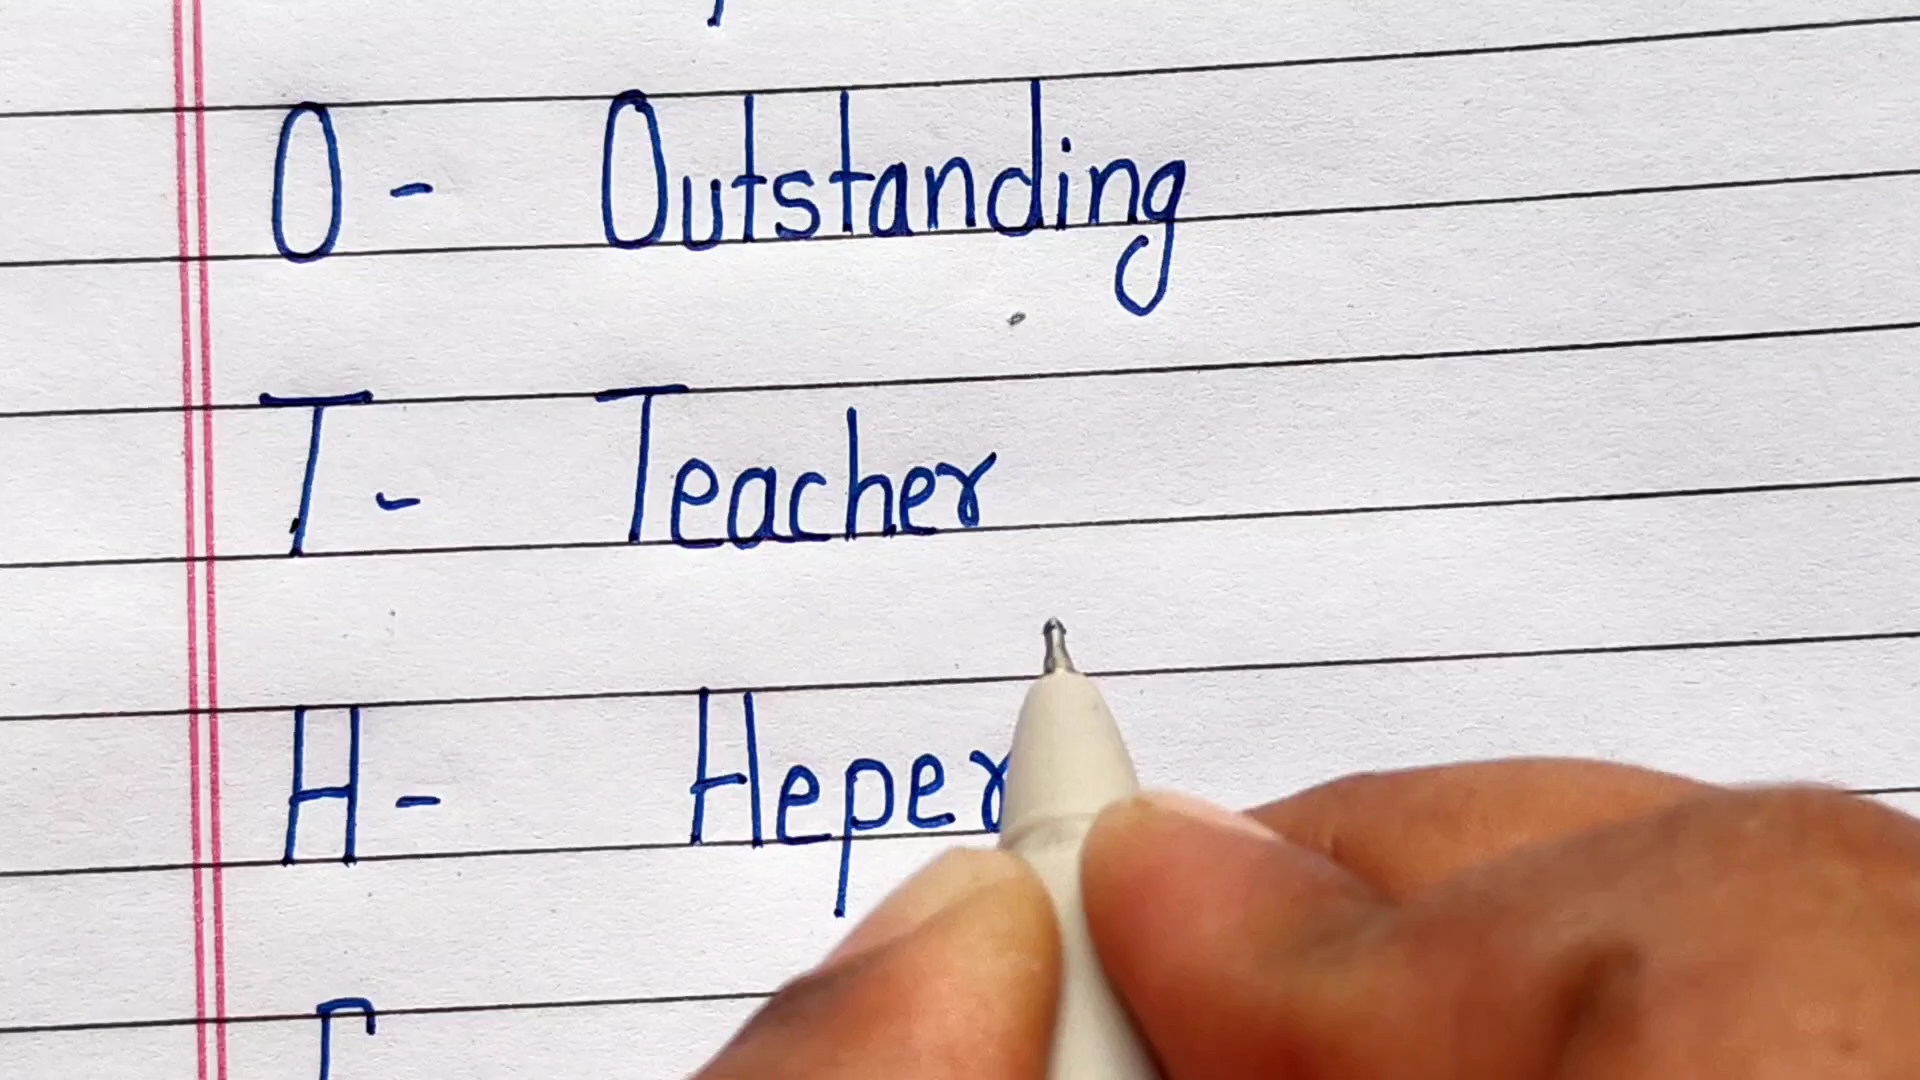 O - Outstanding
T - Teacher
H - Heper